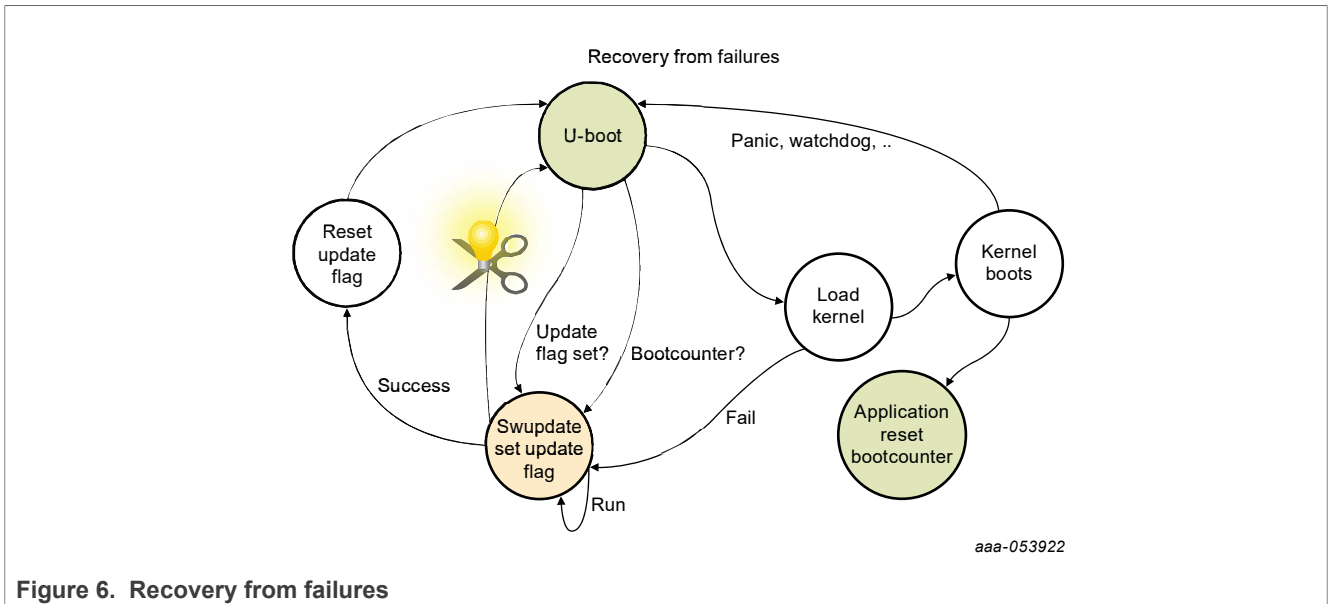 Recovery from failures
U-boot
Panic, watchdog, ..
Reset
update
flag
Kernel
boots
Load
kernel
Update
flag set?
Bootcounter?
Success
Fail
Application
reset
bootcounter
Swupdate
set update
flag
Run
aaa-053922
Figure 6. Recovery from failures